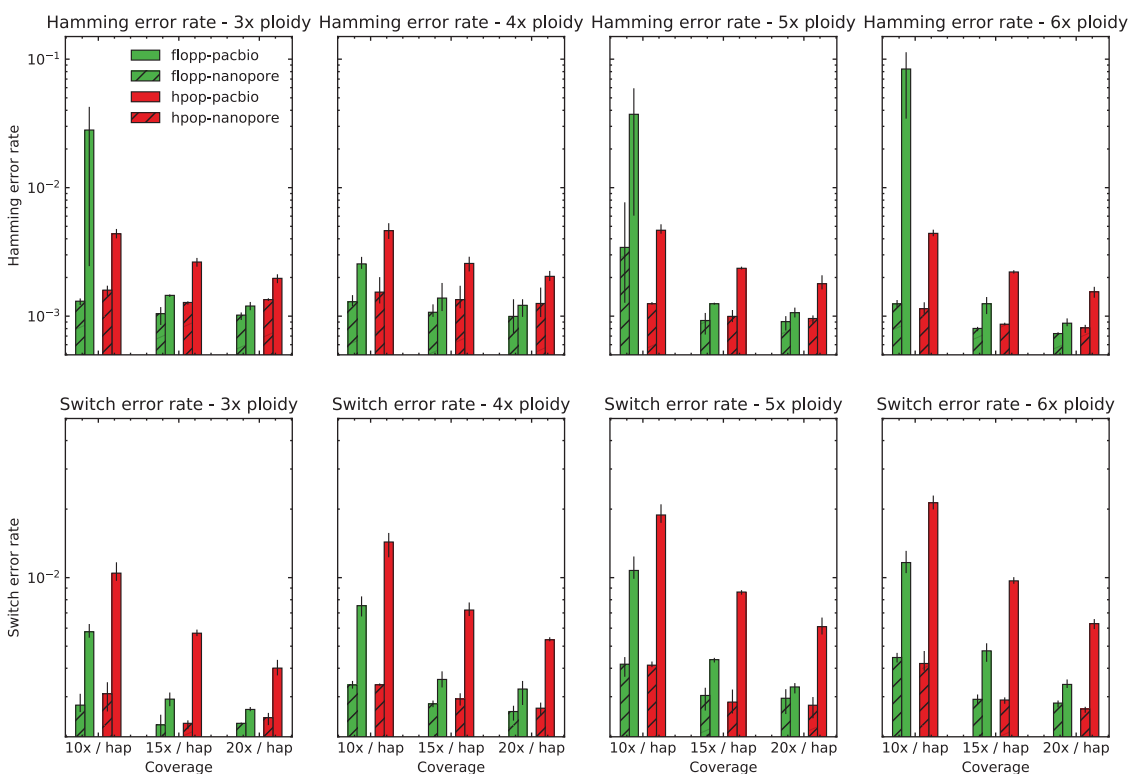 Hamming error rate - 3x ploidy
Hamming error rate - 4x ploidy
Hamming error rate - 5x ploidy
Hamming error rate - 6x ploidy
10⁻¹
10⁻²
10⁻³
Hamming error rate
flopp-pacbio
flopp-nanopore
hpop-pacbio
hpop-nanopore
Switch error rate - 3x ploidy
Switch error rate - 4x ploidy
Switch error rate - 5x ploidy
Switch error rate - 6x ploidy
10⁻²
Switch error rate
10x / hap 15x / hap 20x / hap
10x / hap 15x / hap 20x / hap
10x / hap 15x / hap 20x / hap
10x / hap 15x / hap 20x / hap
Coverage
Coverage
Coverage
Coverage